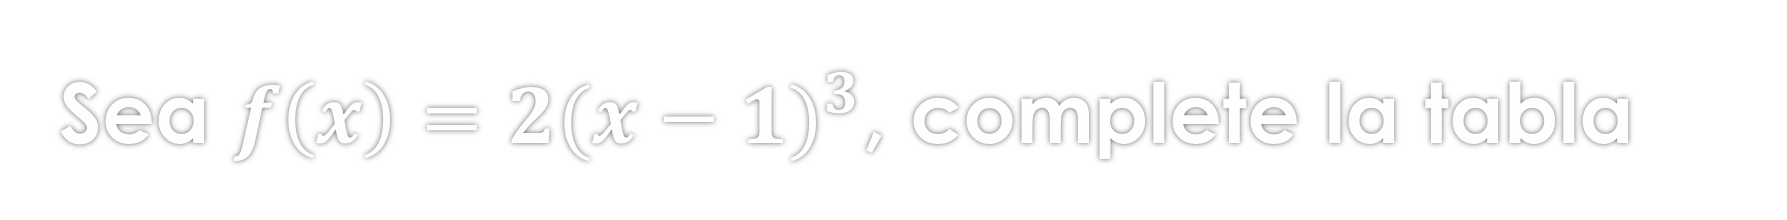 Sea f(x) = 2(x − 1)³, complete la tabla